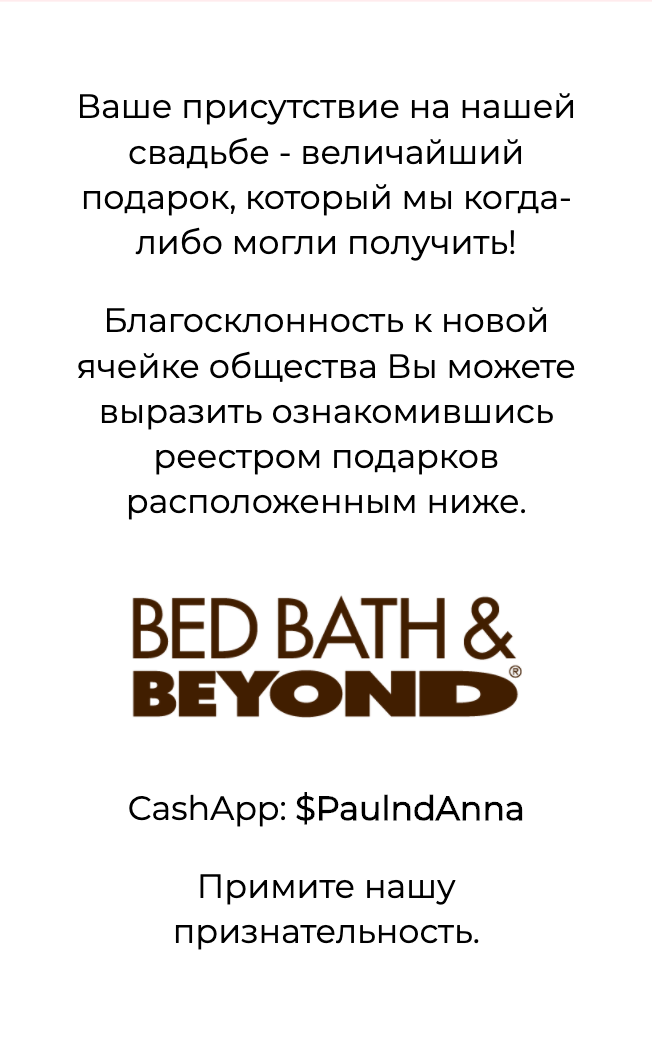 Ваше присутствие на нашей
свадьбе - величайший
подарок, который мы когда-
либо могли получить!
Благосклонность к новой
ячейке общества Вы можете
выразить ознакомившись
реестром подарков
расположенным ниже.
BED BATH &
BEYOND®
CashApp: $PaulndAnna
Примите нашу
признательность.